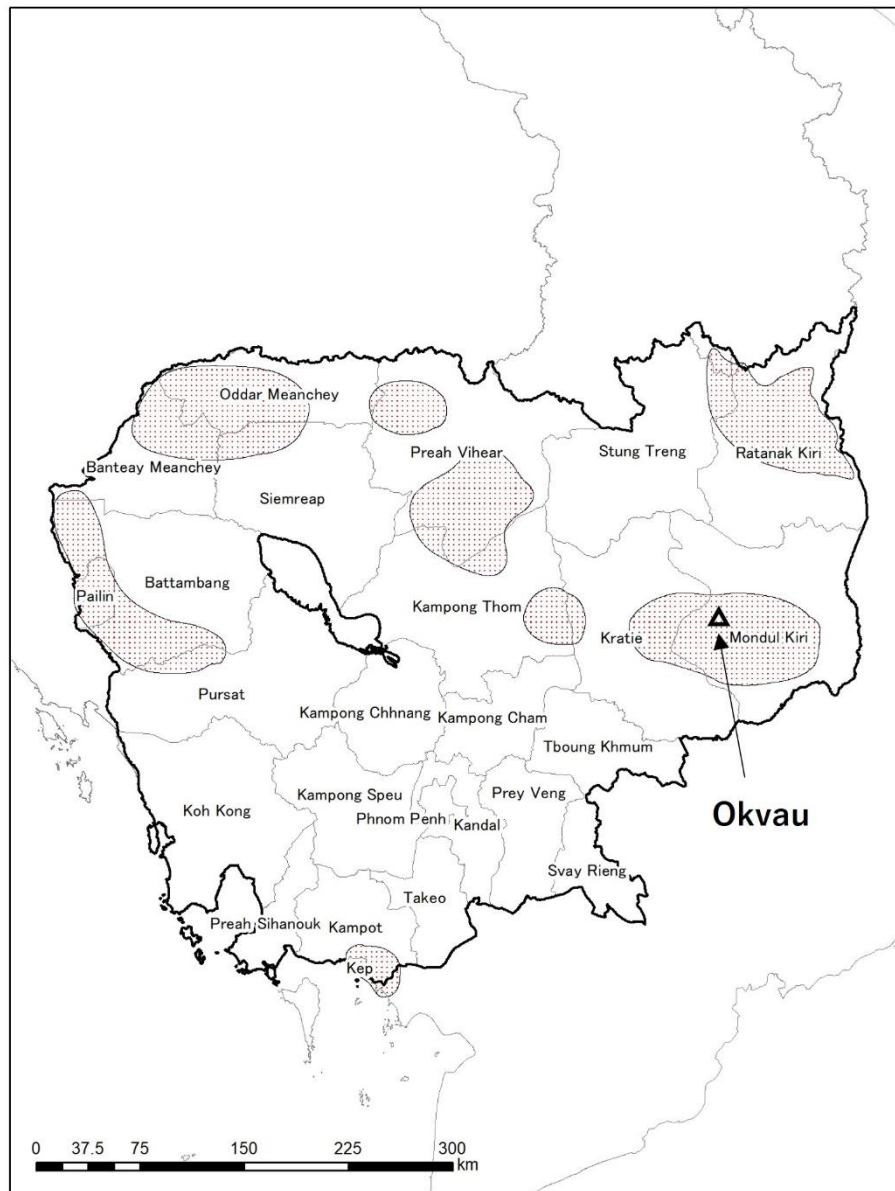 Oddar Meanchey
Preah Vihear
Stung Treng
Ratanak Kiri
Banteay Meanchey
Siemreap
Battambang
Pailin
Kampong Thom
Kratie
Mondul Kiri
Pursat
Kampong Chhnang
Kampong Cham
Tboung Khmum
Koh Kong
Kampong Speu
Prey Veng
Phnom Penh
Kandal
Okvau
Svay Rieng
Takeo
Preah Sihanouk
Kampot
Kep
0 37.5 75 150 225 300
km